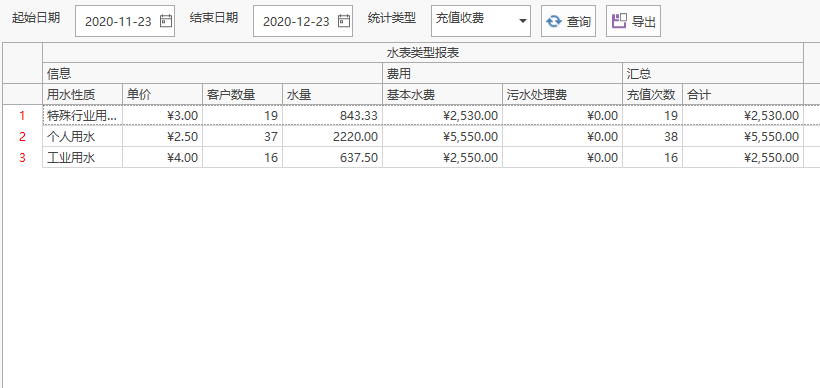 起始日期 2020-11-23 结束日期 2020-12-23 统计类型 充值收费 查询 导出
水表类型报表
信息 费用 汇总
用水性质 单价 客户数量 水量 基本水费 污水处理费 充值次数 合计
1 特殊行业用... ¥3.00 19 843.33 ¥2,530.00 ¥0.00 19 ¥2,530.00
2 个人用水 ¥2.50 37 2220.00 ¥5,550.00 ¥0.00 38 ¥5,550.00
3 工业用水 ¥4.00 16 637.50 ¥2,550.00 ¥0.00 16 ¥2,550.00